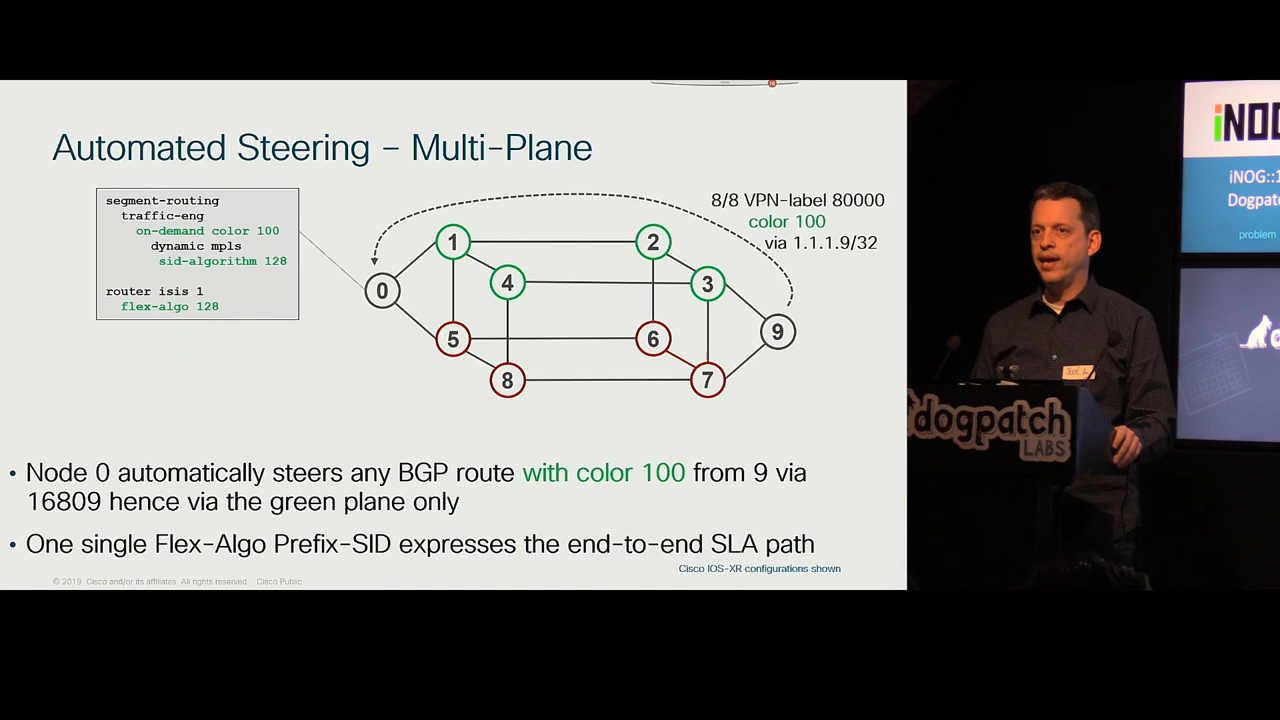 Automated Steering - Multi-Plane
segment-routing
traffic-eng
on-demand color 100
dynamic mpls
sid-algorithm 128
router isis 1
flex-algo 128
8/8 VPN-label 80000
color 100
via 1.1.1.9/32
1
2
4
3
0
5
6
9
8
7
• Node 0 automatically steers any BGP route with color 100 from 9 via
16809 hence via the green plane only
• One single Flex-Algo Prefix-SID expresses the end-to-end SLA path
Cisco IOS-XR configurations shown
© 2019 Cisco and/or its affiliates. All rights reserved. Cisco Public
iNOG
iNOG::1
Dogpatc
problem
dogpatch
LABS